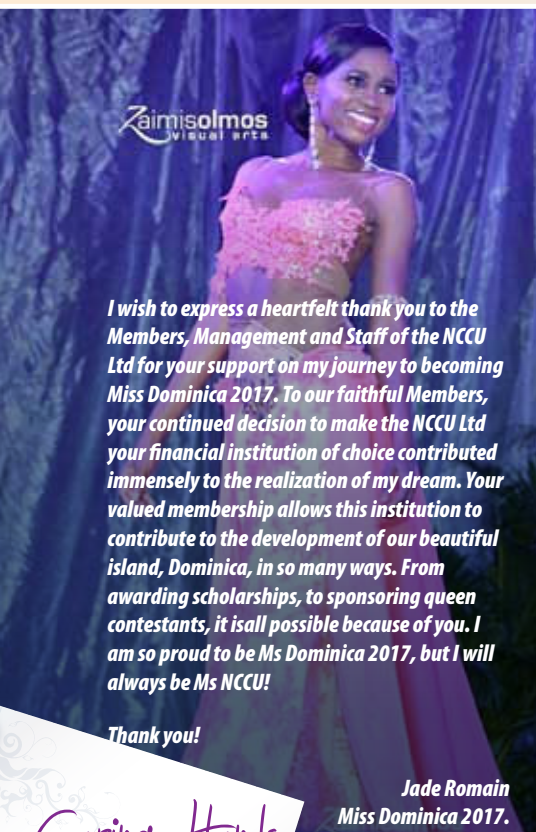 Zaimisolmos
visual arts
I wish to express a heartfelt thank you to the
Members, Management and Staff of the NCCU
Ltd for your support on my journey to becoming
Miss Dominica 2017. To our faithful Members,
your continued decision to make the NCCU Ltd
your financial institution of choice contributed
immensely to the realization of my dream. Your
valued membership allows this institution to
contribute to the development of our beautiful
island, Dominica, in so many ways. From
awarding scholarships, to sponsoring queen
contestants, it isall possible because of you. I
am so proud to be Ms Dominica 2017, but I will
always be Ms NCCU!
Thank you!
Jade Romain
Miss Dominica 2017.